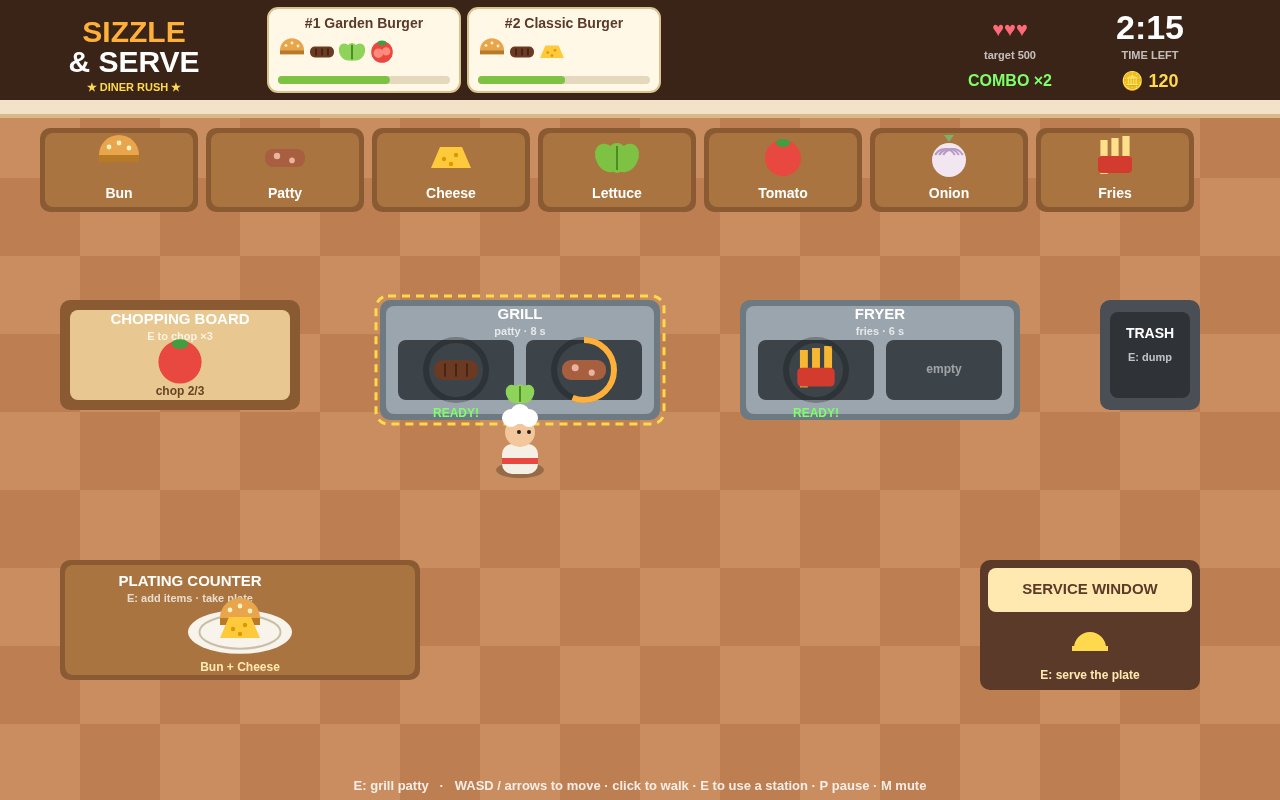 SIZZLE
& SERVE
★ DINER RUSH ★
#1 Garden Burger
#2 Classic Burger
♥♥♥
target 500
COMBO ×2
2:15
TIME LEFT
120
Bun
Patty
Cheese
Lettuce
Tomato
Onion
Fries
CHOPPING BOARD
E to chop ×3
chop 2/3
GRILL
patty · 8 s
READY!
FRYER
fries · 6 s
empty
READY!
TRASH
E: dump
PLATING COUNTER
E: add items · take plate
Bun + Cheese
SERVICE WINDOW
E: serve the plate
E: grill patty · WASD / arrows to move · click to walk · E to use a station · P pause · M mute